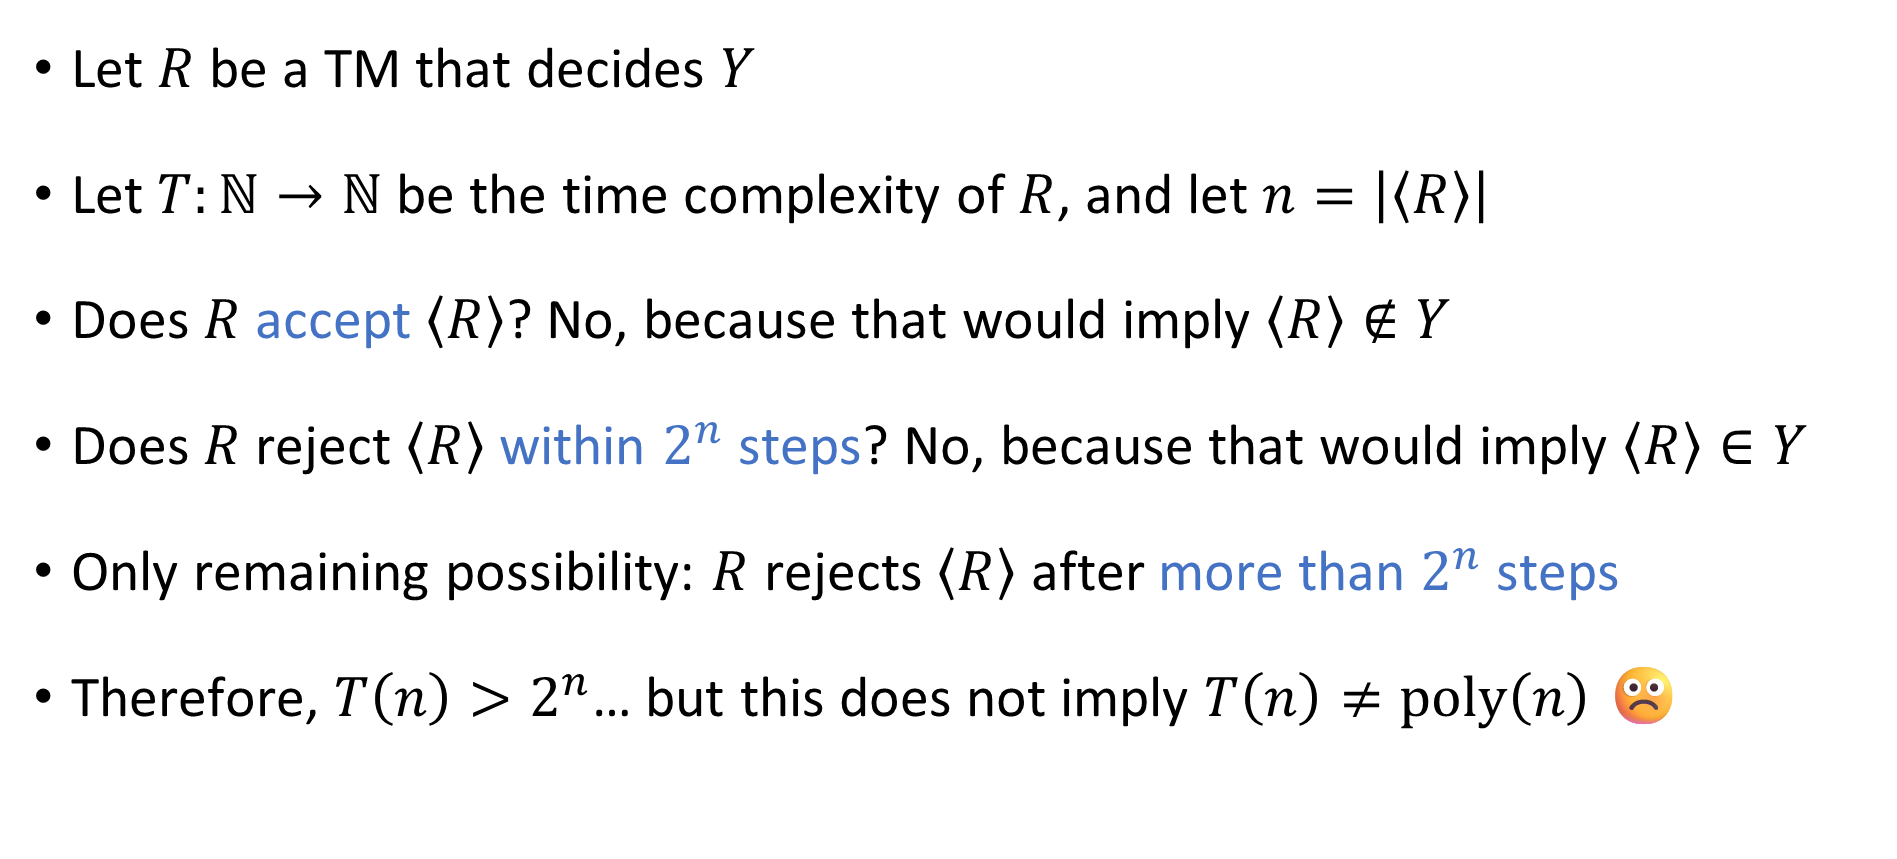 • Let 𝑅 be a TM that decides 𝑌
• Let 𝑇: ℕ → ℕ be the time complexity of 𝑅, and let 𝑛 = |⟨𝑅⟩|
• Does 𝑅 accept ⟨𝑅⟩? No, because that would imply ⟨𝑅⟩ ∉ 𝑌
• Does 𝑅 reject ⟨𝑅⟩ within 2ⁿ steps? No, because that would imply ⟨𝑅⟩ ∈ 𝑌
• Only remaining possibility: 𝑅 rejects ⟨𝑅⟩ after more than 2ⁿ steps
• Therefore, 𝑇(𝑛) > 2ⁿ… but this does not imply 𝑇(𝑛) ≠ poly(𝑛) 🙁